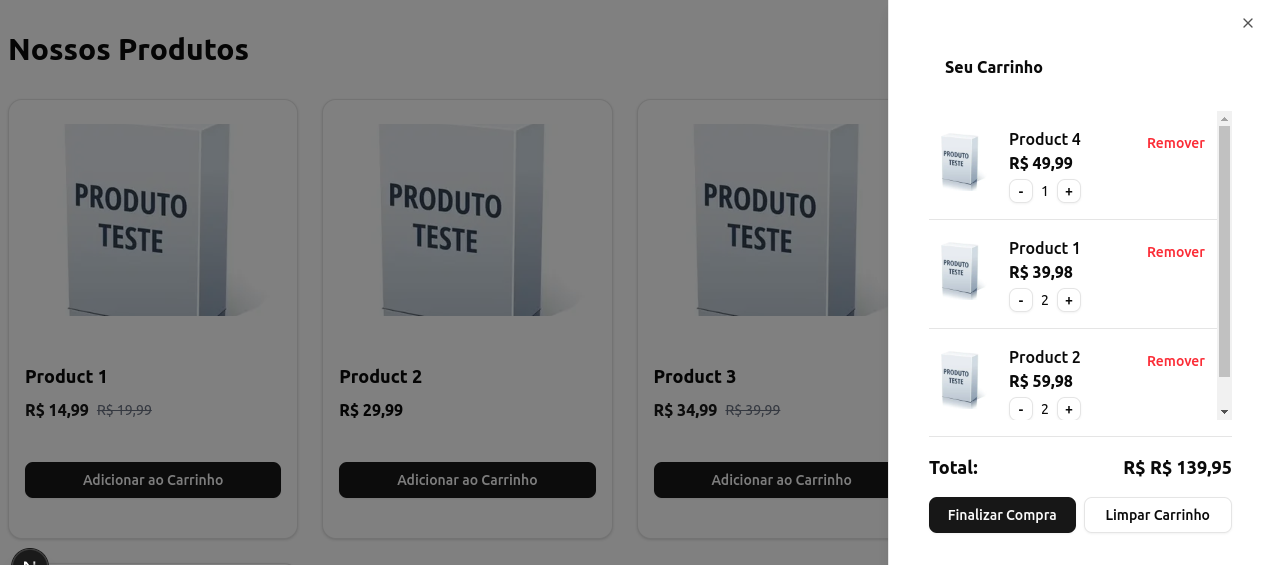 Nossos Produtos
PRODUTO
TESTE
Product 1
R$ 14,99 R$ 19,99
Adicionar ao Carrinho
PRODUTO
TESTE
Product 2
R$ 29,99
Adicionar ao Carrinho
PRODUTO
TESTE
Product 3
R$ 34,99 R$ 39,99
Adicionar ao Carrinho
Seu Carrinho
PRODUTO
TESTE
Product 4
R$ 49,99
- 1 +
Remover
PRODUTO
TESTE
Product 1
R$ 39,98
- 2 +
Remover
PRODUTO
TESTE
Product 2
R$ 59,98
- 2 +
Remover
Total: R$ R$ 139,95
Finalizar Compra
Limpar Carrinho